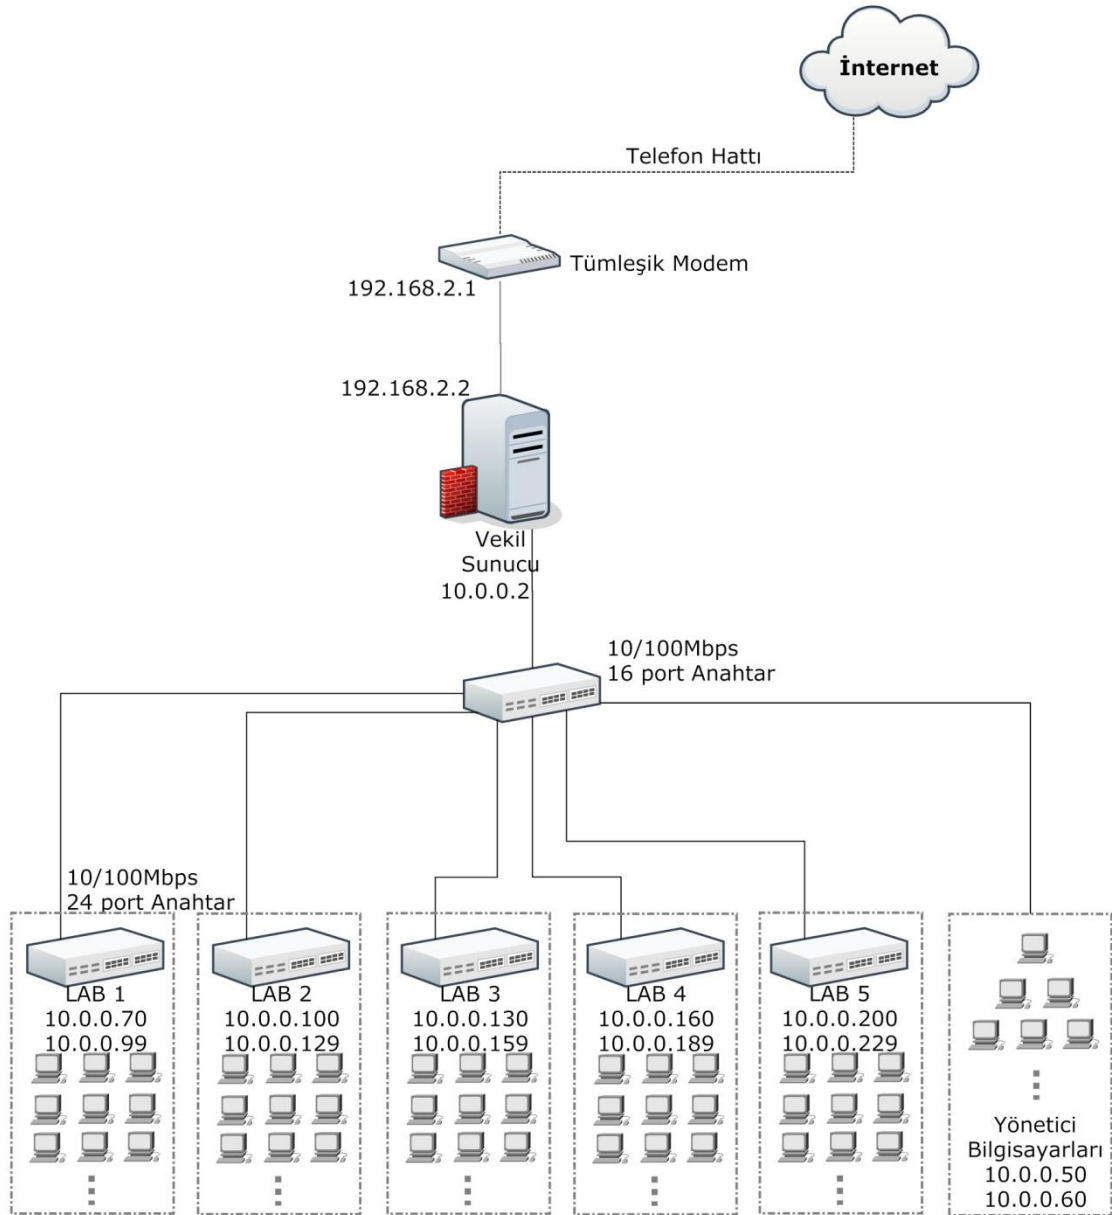 İnternet
Telefon Hattı
Tümleşik Modem
192.168.2.1
192.168.2.2
Vekil
Sunucu
10.0.0.2
10/100Mbps
16 port Anahtar
10/100Mbps
24 port Anahtar
LAB 1
10.0.0.70
10.0.0.99
LAB 2
10.0.0.100
10.0.0.129
LAB 3
10.0.0.130
10.0.0.159
LAB 4
10.0.0.160
10.0.0.189
LAB 5
10.0.0.200
10.0.0.229
Yönetici
Bilgisayarları
10.0.0.50
10.0.0.60